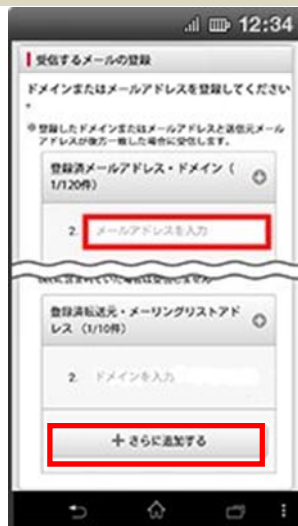 12:34
受信するメールの登録
ドメインまたはメールアドレスを登録してください
。
※登録したドメインまたはメールアドレスと送信元メール
アドレスが後方一致した場合に受信します。
登録済メールアドレス・ドメイン（
1/120件）
2. メールアドレスを入力
登録済転送元・メーリングリストアド
レス （1/10件）
2. ドメインを入力
＋さらに追加する